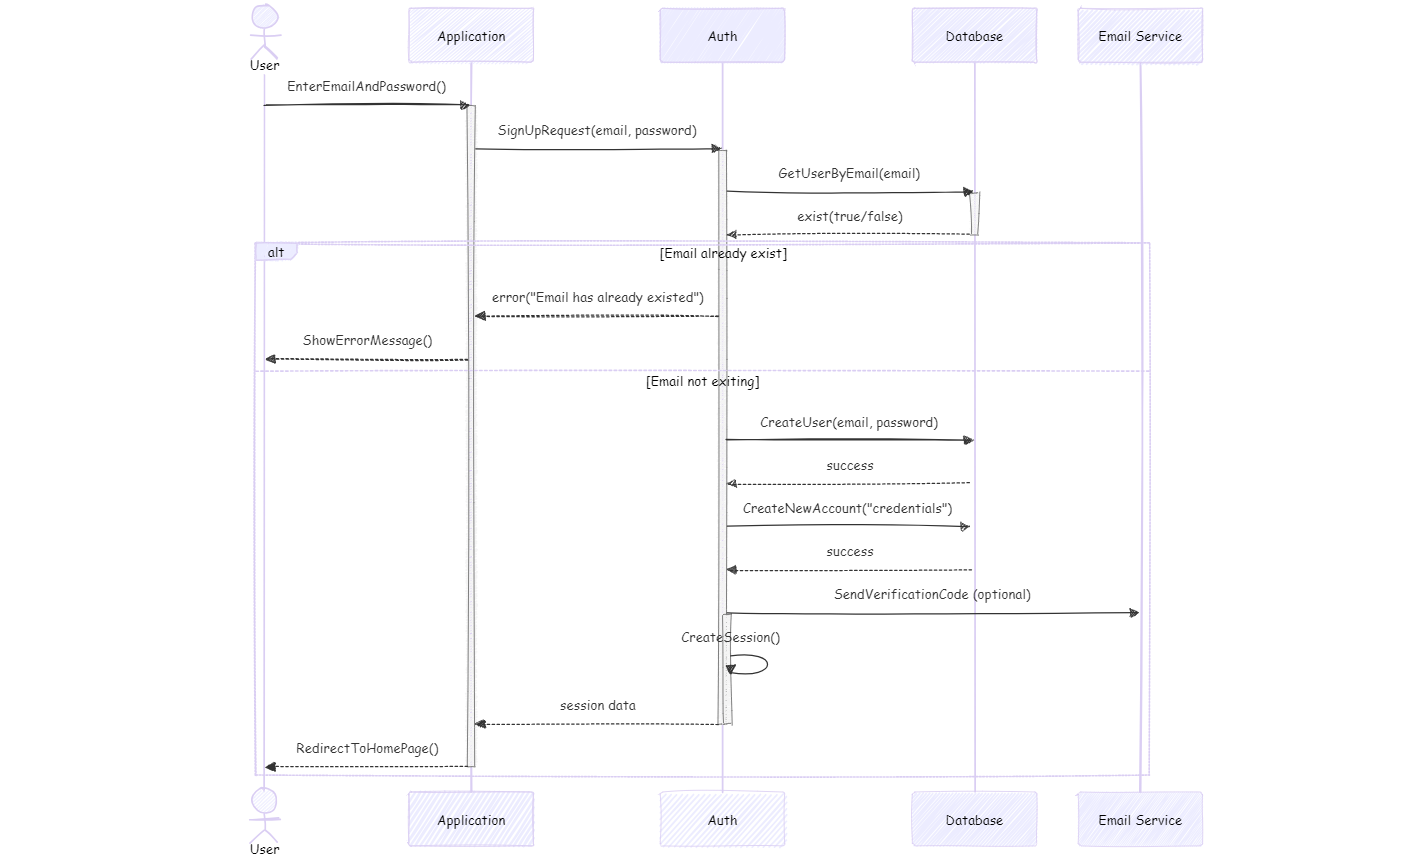 User
Application
Auth
Database
Email Service
EnterEmailAndPassword()
SignUpRequest(email, password)
GetUserByEmail(email)
exist(true/false)
alt
[Email already exist]
error("Email has already existed")
ShowErrorMessage()
[Email not exiting]
CreateUser(email, password)
success
CreateNewAccount("credentials")
success
SendVerificationCode (optional)
CreateSession()
session data
RedirectToHomePage()
User
Application
Auth
Database
Email Service